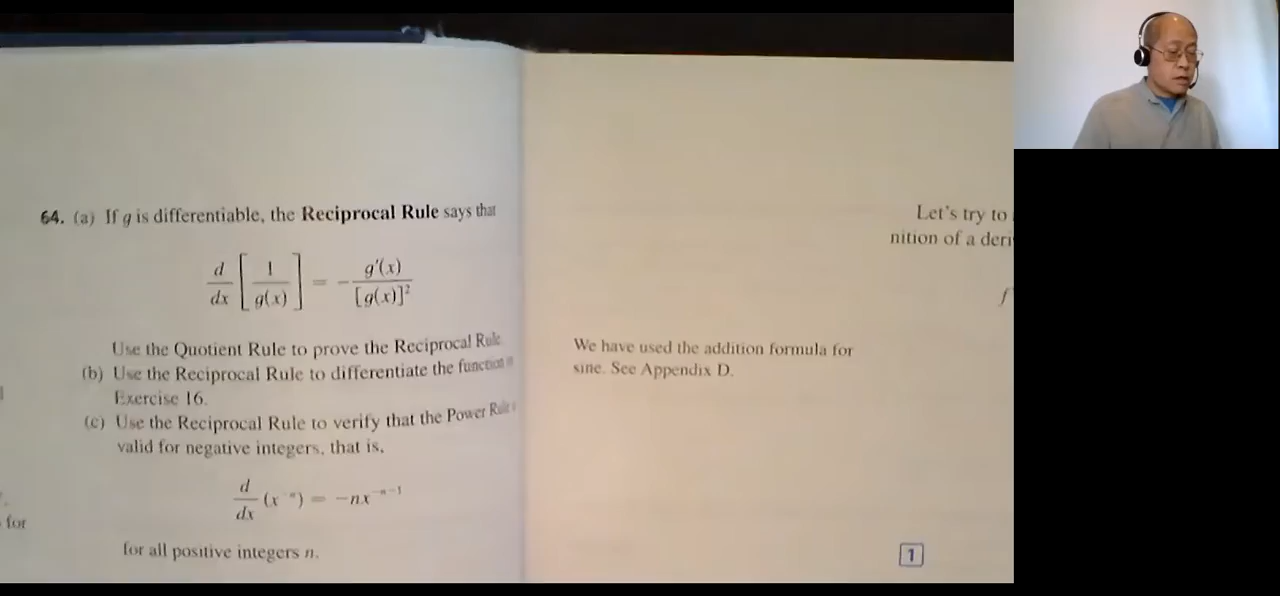 64. (a) If g is differentiable, the Reciprocal Rule says that
d/dx [ 1/g(x) ] = - g′(x)/[g(x)]²
Use the Quotient Rule to prove the Reciprocal Rule
(b) Use the Reciprocal Rule to differentiate the function in
Exercise 16.
(c) Use the Reciprocal Rule to verify that the Power Rule
valid for negative integers, that is,
d/dx (x⁻ⁿ) = -nx⁻ⁿ⁻¹
for all positive integers n.
for
We have used the addition formula for
sine. See Appendix D.
Let's try to
nition of a deri
f
1